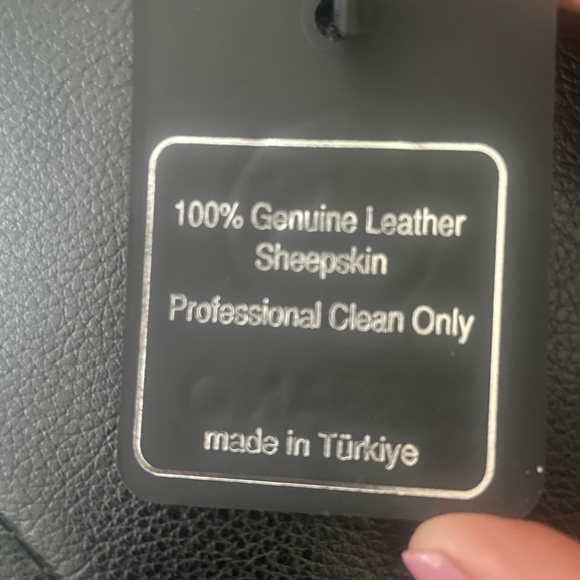 100% Genuine Leather
Sheepskin
Professional Clean Only
made in Türkiye